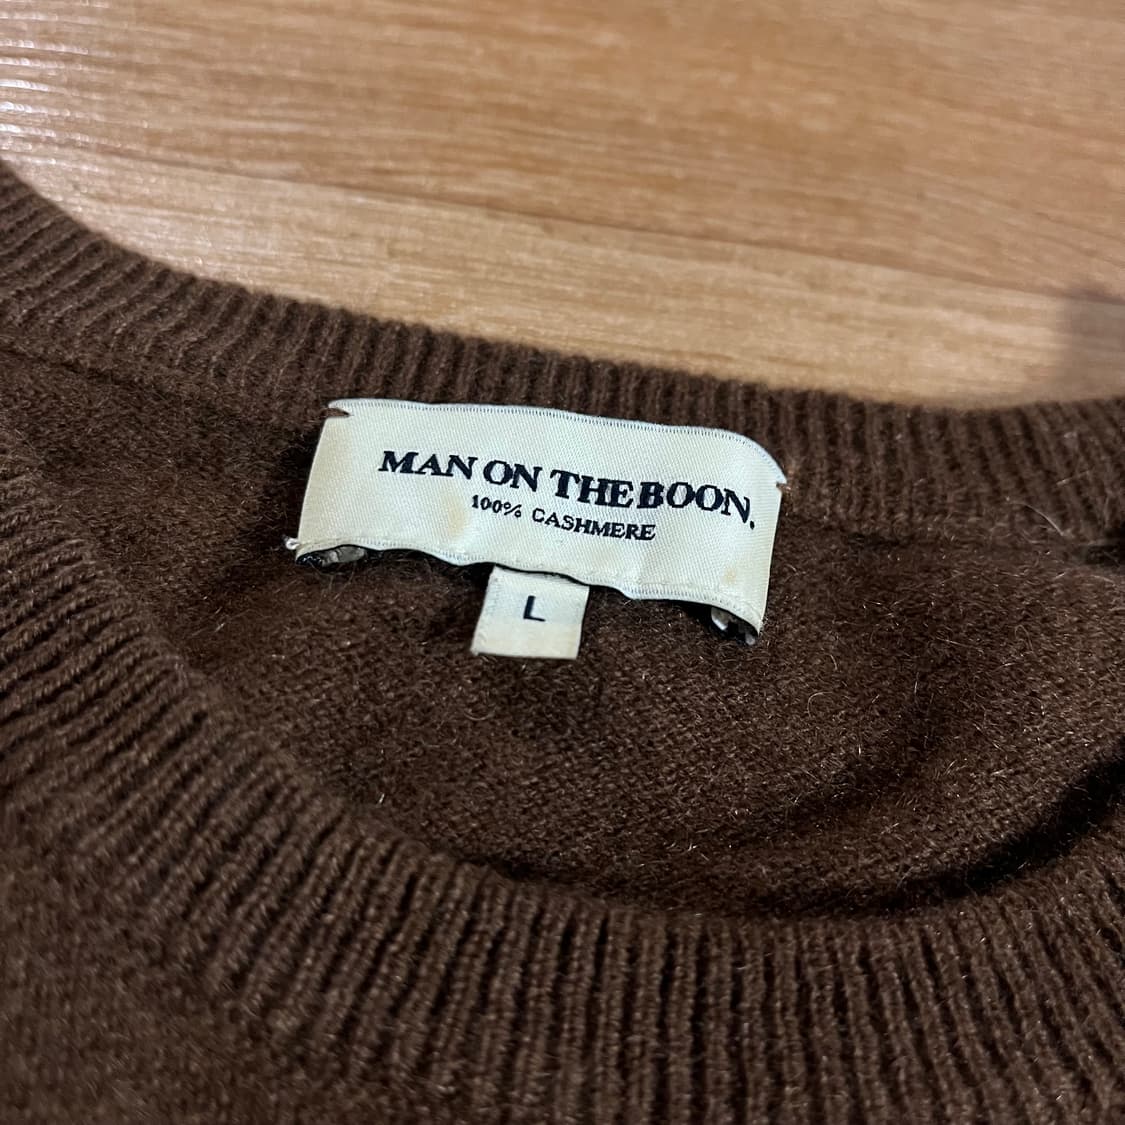 MAN ON THE BOON.
100% CASHMERE
L